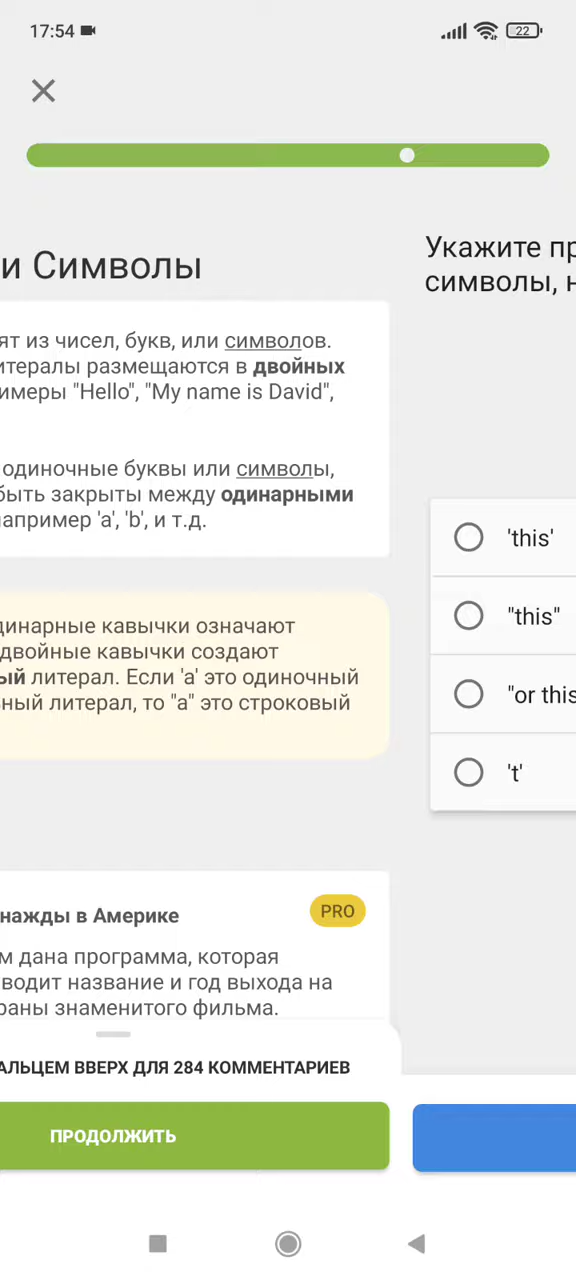 17:54
22
и Символы
ят из чисел, букв, или символов.
итералы размещаются в двойных
имеры "Hello", "My name is David",
одиночные буквы или символы,
быть закрыты между одинарными
апример 'a', 'b', и т.д.
динарные кавычки означают
двойные кавычки создают
ый литерал. Если 'a' это одиночный
ный литерал, то "a" это строковый
нажды в Америке
PRO
м дана программа, которая
водит название и год выхода на
раны знаменитого фильма.
АЛЬЦЕМ ВВЕРХ ДЛЯ 284 КОММЕНТАРИЕВ
ПРОДОЛЖИТЬ
Укажите пр
символы, н
'this'
"this"
"or this
't'